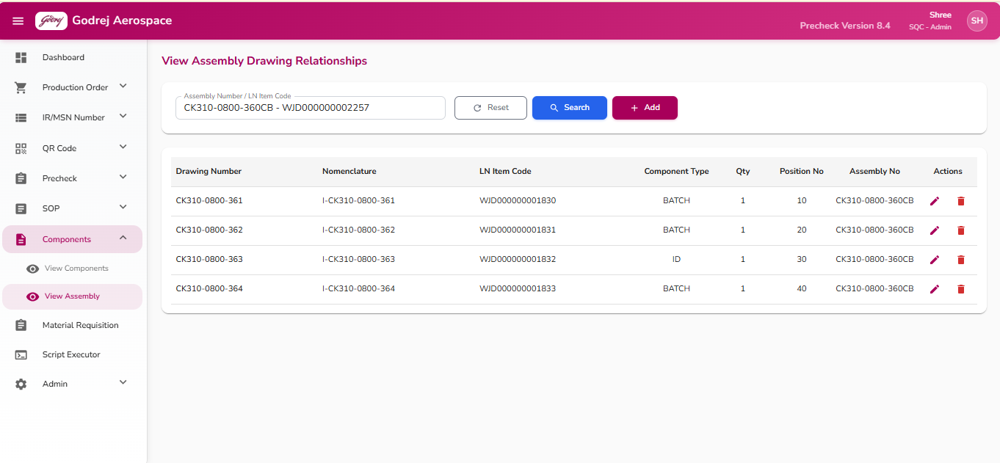 Godrej Godrej Aerospace
Precheck Version 8.4
Shree
SQC - Admin
SH
Dashboard
Production Order
IR/MSN Number
QR Code
Precheck
SOP
Components
View Components
View Assembly
Material Requisition
Script Executor
Admin
View Assembly Drawing Relationships
Assembly Number / LN Item Code
CK310-0800-360CB - WJD000000002257
Reset
Search
+ Add
Drawing Number Nomenclature LN Item Code Component Type Qty Position No Assembly No Actions
CK310-0800-361 I-CK310-0800-361 WJD000000001830 BATCH 1 10 CK310-0800-360CB
CK310-0800-362 I-CK310-0800-362 WJD000000001831 BATCH 1 20 CK310-0800-360CB
CK310-0800-363 I-CK310-0800-363 WJD000000001832 ID 1 30 CK310-0800-360CB
CK310-0800-364 I-CK310-0800-364 WJD000000001833 BATCH 1 40 CK310-0800-360CB